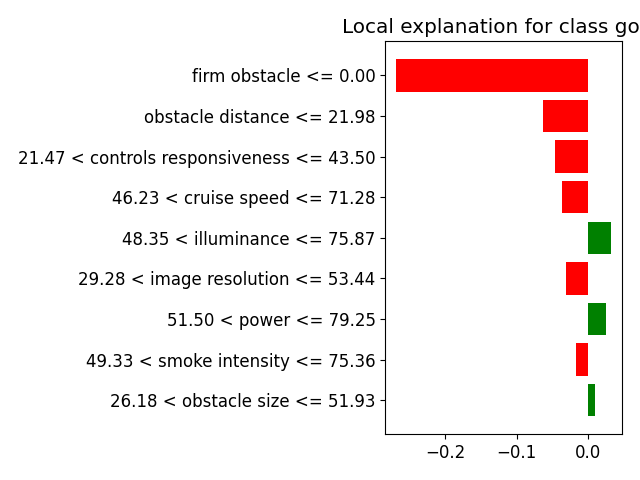 Local explanation for class go
firm obstacle <= 0.00
obstacle distance <= 21.98
21.47 < controls responsiveness <= 43.50
46.23 < cruise speed <= 71.28
48.35 < illuminance <= 75.87
29.28 < image resolution <= 53.44
51.50 < power <= 79.25
49.33 < smoke intensity <= 75.36
26.18 < obstacle size <= 51.93
−0.2 −0.1 0.0